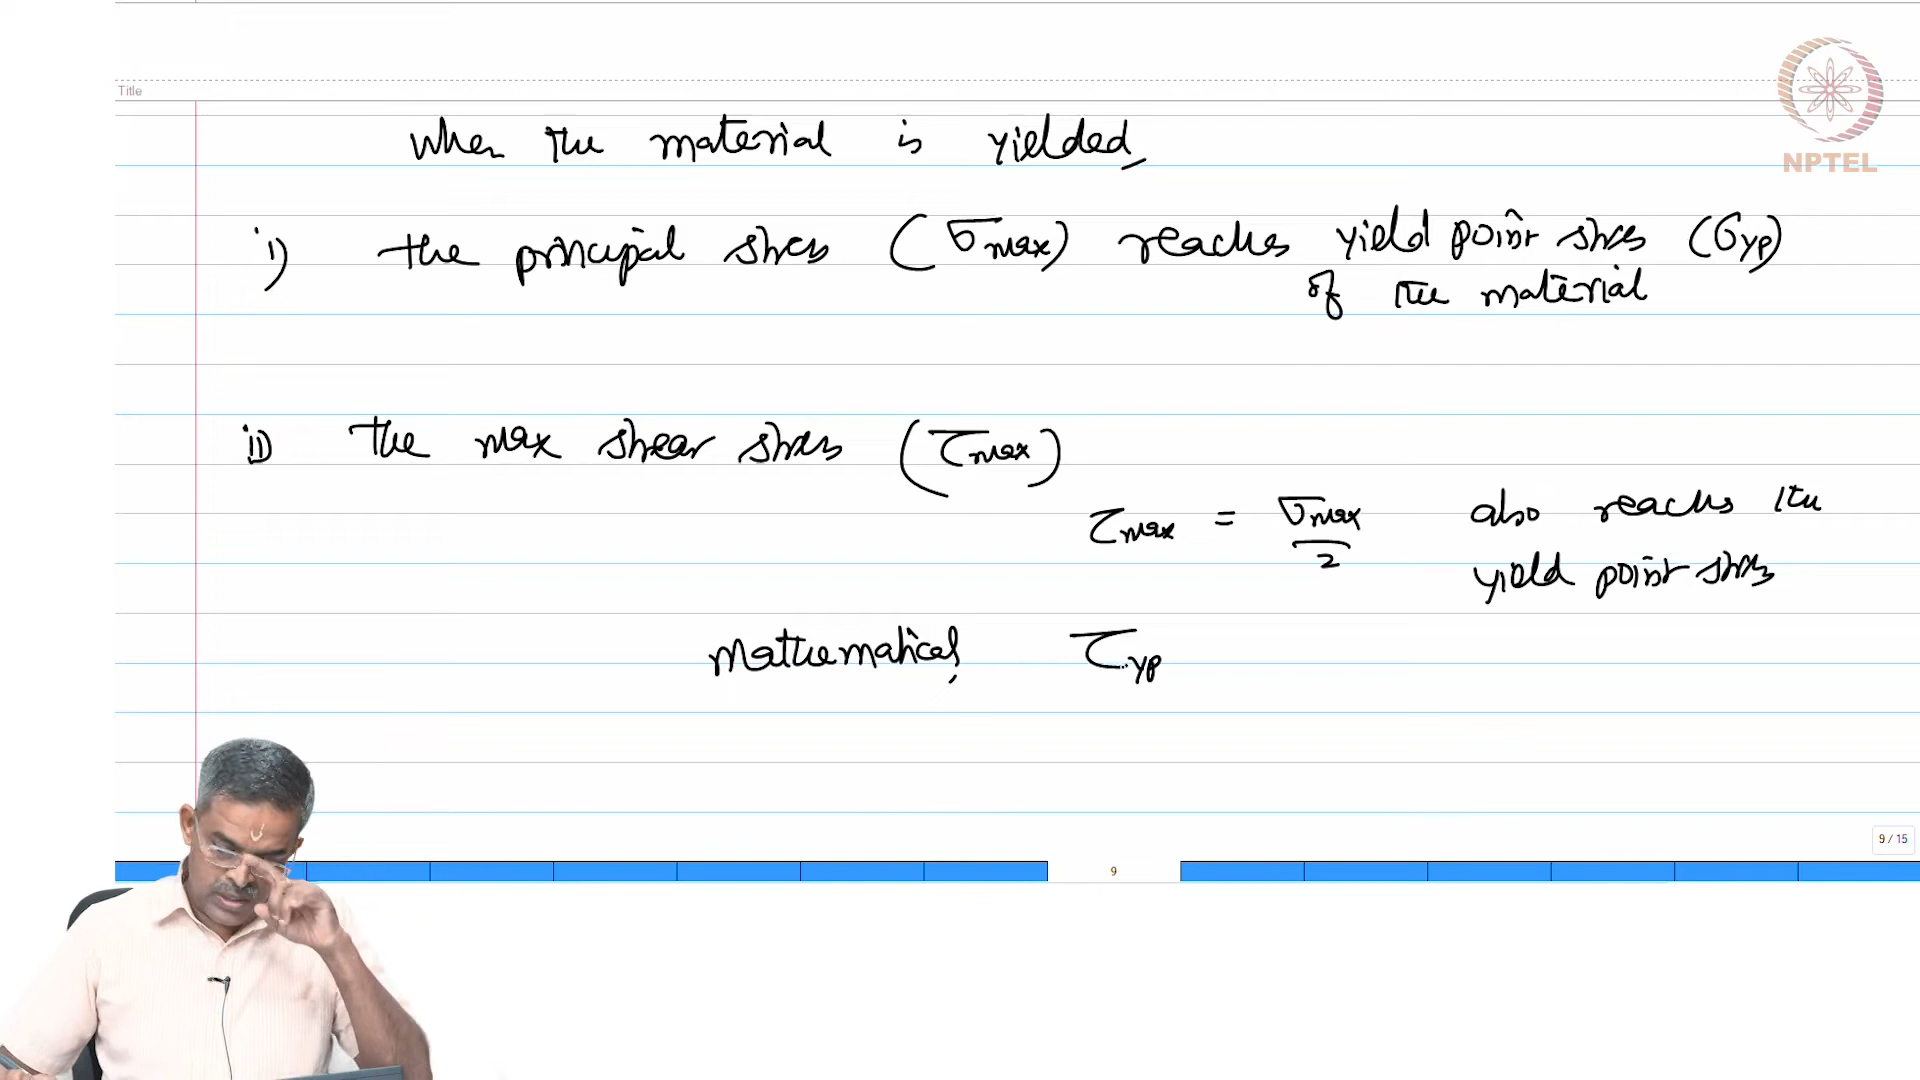 Title
NPTEL
When the material is yielded,
i) the principal stress (σmax) reaches yield point stress (σyp)
of the material
ii) the max shear stress (τmax)
τmax = σmax/2 also reaches the
yield point stress
Mathematical, τyp
9 / 15
9